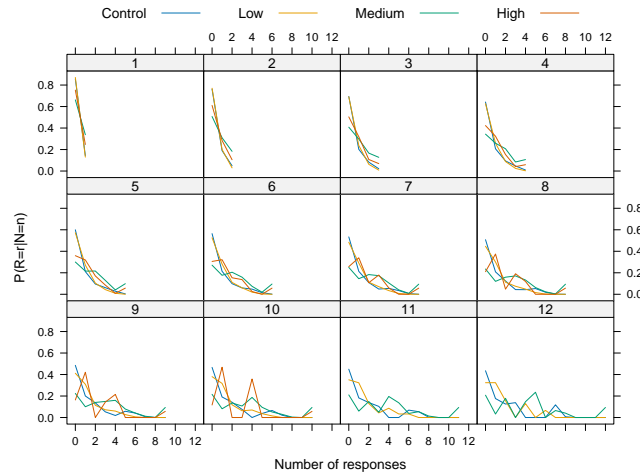 Control Low Medium High
0 2 4 6 8 10 12 0 2 4 6 8 10 12
1 2 3 4
0.0 0.2 0.4 0.6 0.8
5 6 7 8
0.0 0.2 0.4 0.6 0.8
9 10 11 12
0.0 0.2 0.4 0.6 0.8
0 2 4 6 8 10 12 0 2 4 6 8 10 12
P(R=r|N=n)
Number of responses